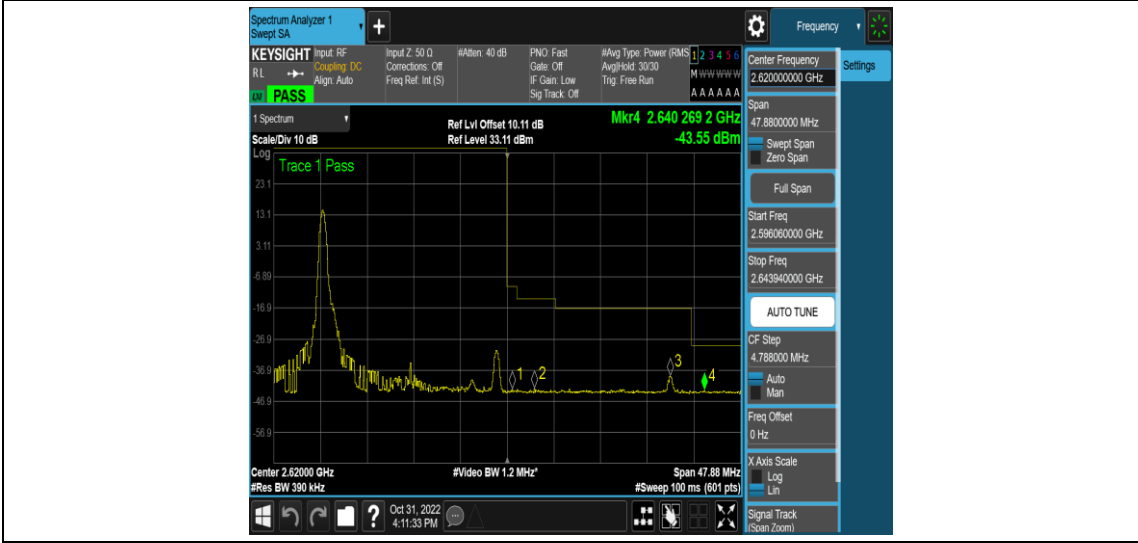 Spectrum Analyzer 1
Swept SA
+
Frequency
KEYSIGHT
RL
PASS
Input: RF
Coupling: DC
Align: Auto
Input Z: 50 Ω
Corrections: Off
Freq Ref: Int (S)
#Atten: 40 dB
PNO: Fast
Gate: Off
IF Gain: Low
Sig Track: Off
#Avg Type: Power (RMS
Avg|Hold: 30/30
Trig: Free Run
1 2 3 4 5 6
M W W W W W
A A A A A A
1 Spectrum
Scale/Div 10 dB
Ref Lvl Offset 10.11 dB
Ref Level 33.11 dBm
Mkr4 2.640 269 2 GHz
-43.55 dBm
Log
Trace 1 Pass
23.1
13.1
3.11
-6.89
-16.9
-26.9
-36.9
-46.9
-56.9
1
2
3
4
Center 2.62000 GHz
#Res BW 390 kHz
#Video BW 1.2 MHz*
Span 47.88 MHz
#Sweep 100 ms (601 pts)
?
Oct 31, 2022
4:11:33 PM
Center Frequency
2.620000000 GHz
Settings
Span
47.8800000 MHz
Swept Span
Zero Span
Full Span
Start Freq
2.596060000 GHz
Stop Freq
2.643940000 GHz
AUTO TUNE
CF Step
4.788000 MHz
Auto
Man
Freq Offset
0 Hz
X Axis Scale
Log
Lin
Signal Track
(Span Zoom)